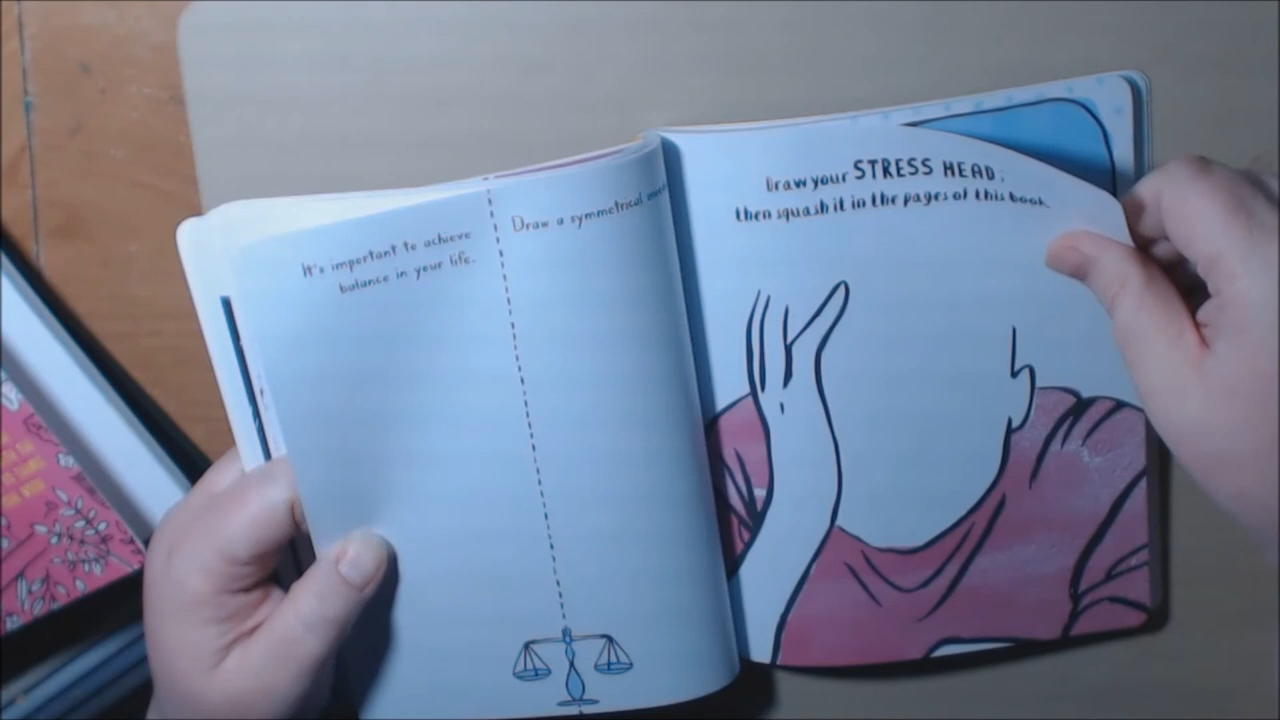 It's important to achieve
balance in your life.
Draw a symmetrical
Draw your STRESS HEAD,
then squash it in the pages of this book.